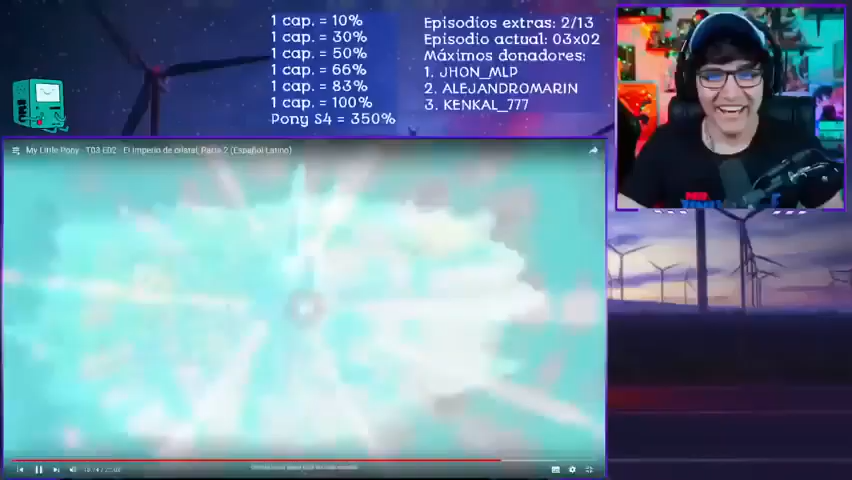 1 cap. = 10%
1 cap. = 30%
1 cap. = 50%
1 cap. = 66%
1 cap. = 83%
1 cap. = 100%
Pony S4 = 350%
Episodios extras: 2/13
Episodio actual: 03x02
Máximos donadores:
1. JHON_MLP
2. ALEJANDROMARIN
3. KENKAL_777
My Little Pony - T03 E02 - El Imperio de cristal, Parte 2 (Español Latino)